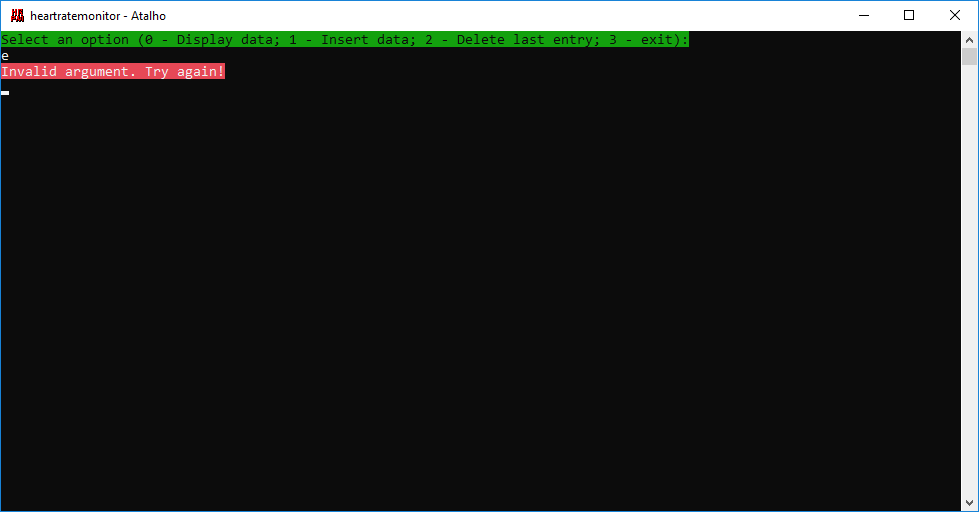 heartratemonitor - Atalho
Select an option (0 - Display data; 1 - Insert data; 2 - Delete last entry; 3 - exit):
e
Invalid argument. Try again!